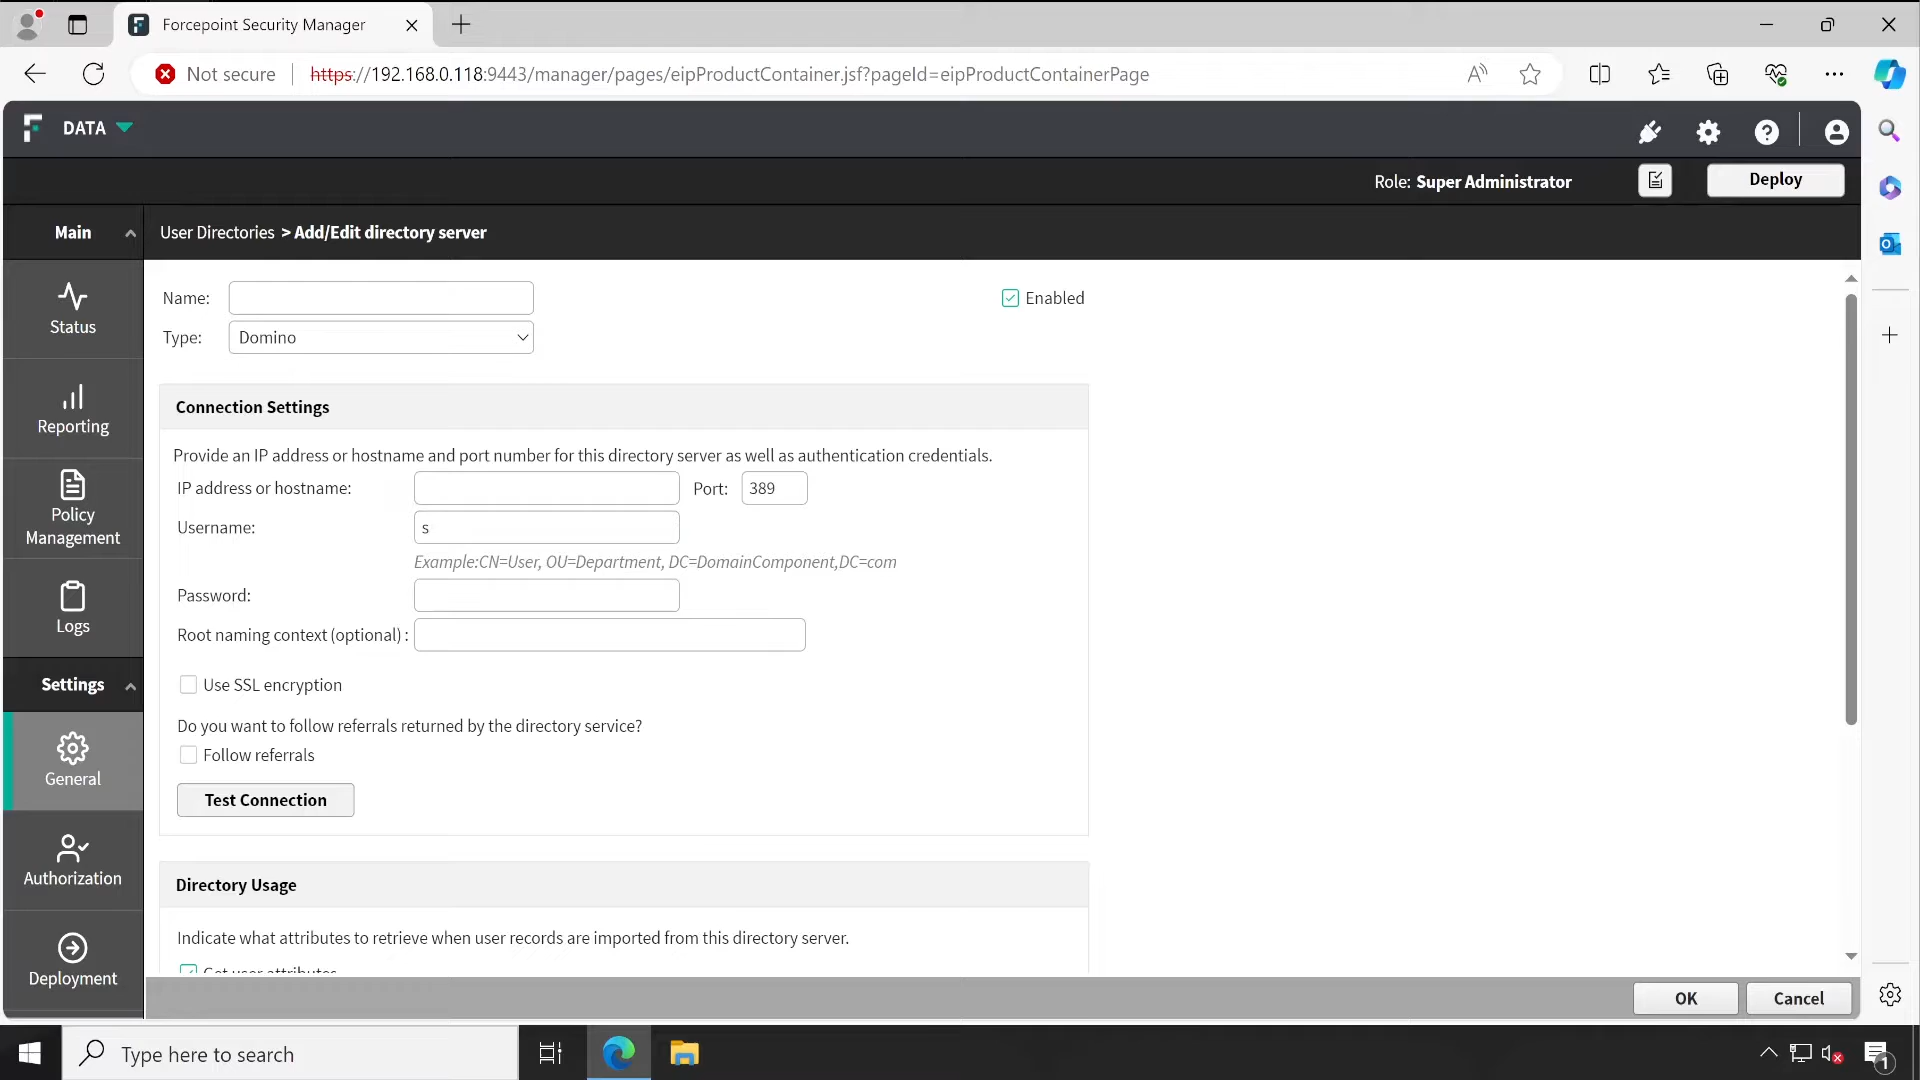 Forcepoint Security Manager
Not secure https://192.168.0.118:9443/manager/pages/eipProductContainer.jsf?pageId=eipProductContainerPage
DATA
Role: Super Administrator
Deploy
Main
User Directories > Add/Edit directory server
Status
Reporting
Policy
Management
Logs
Settings
General
Authorization
Deployment
Name:
Enabled
Type: Domino
Connection Settings
Provide an IP address or hostname and port number for this directory server as well as authentication credentials.
IP address or hostname:
Port: 389
Username: s
Example:CN=User, OU=Department, DC=DomainComponent,DC=com
Password:
Root naming context (optional) :
Use SSL encryption
Do you want to follow referrals returned by the directory service?
Follow referrals
Test Connection
Directory Usage
Indicate what attributes to retrieve when user records are imported from this directory server.
Get user attributes
OK
Cancel
Type here to search
1